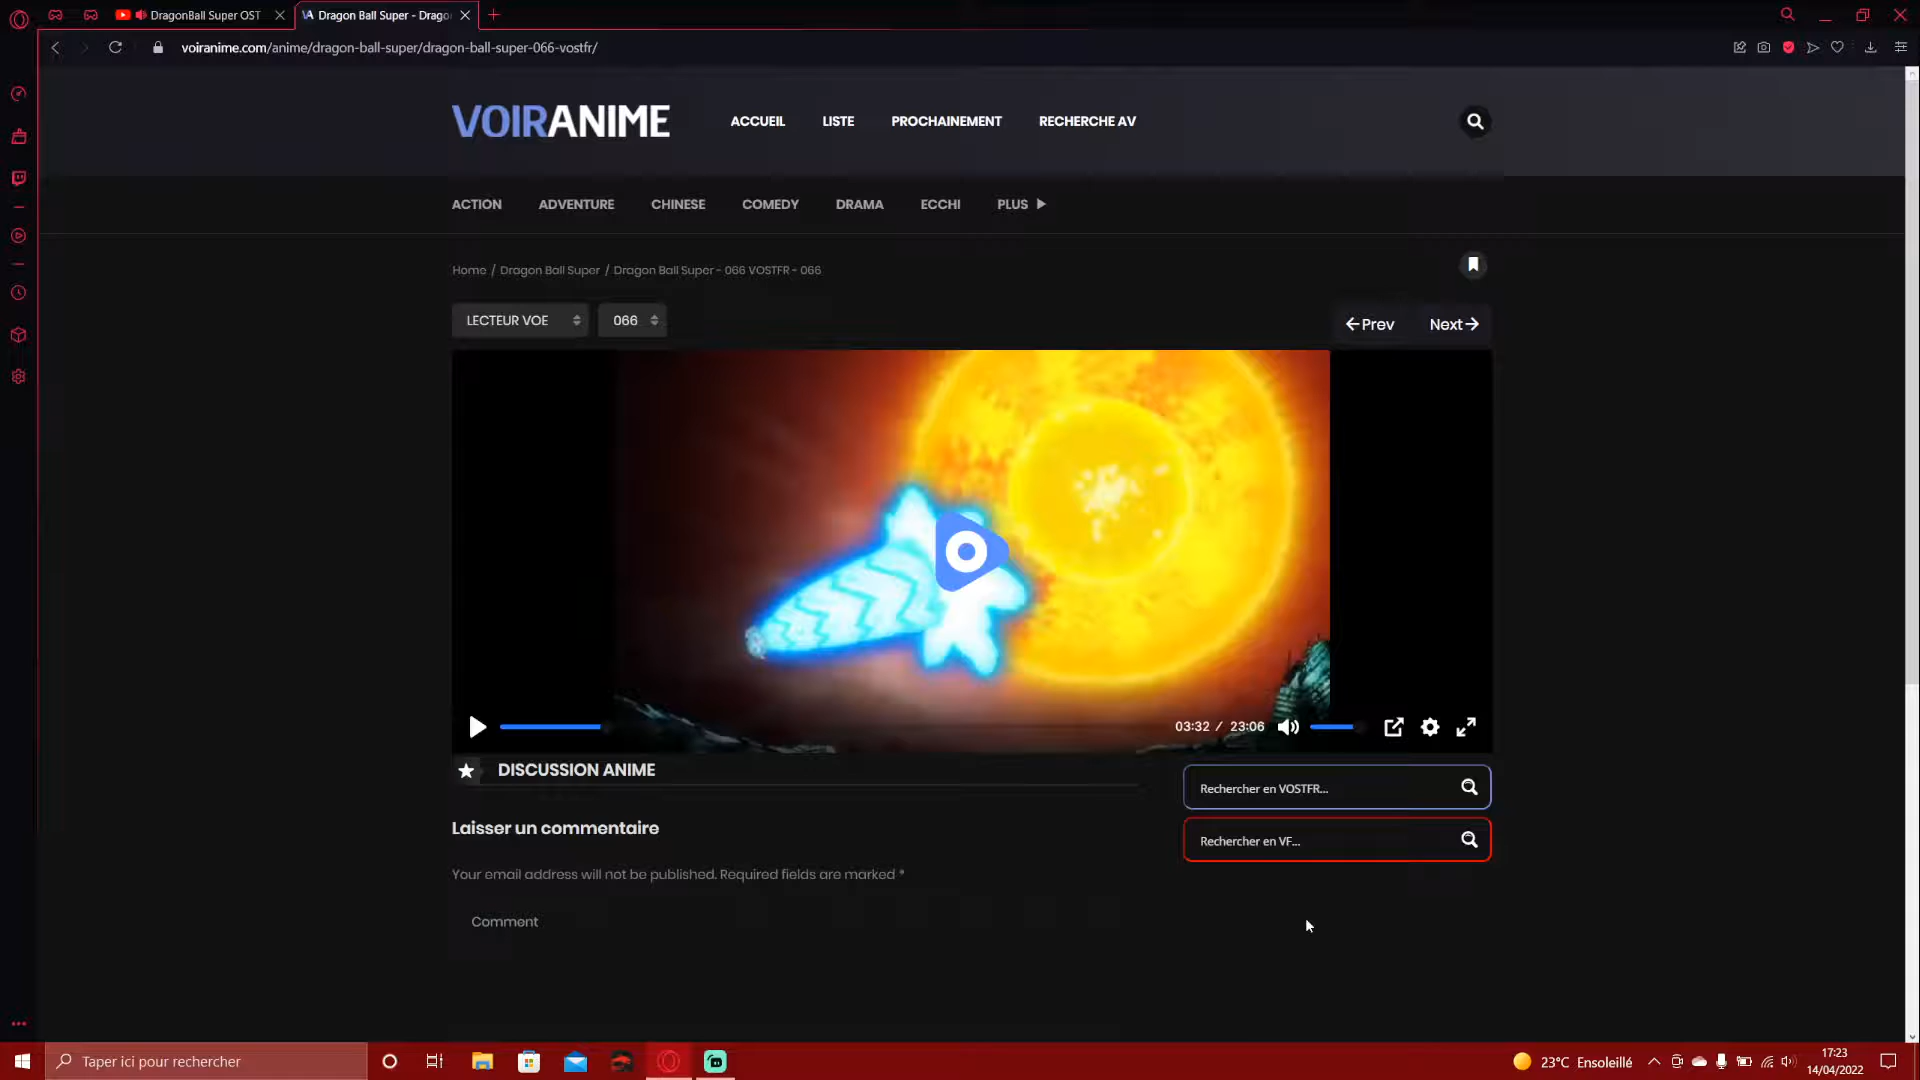 DragonBall Super OST
Dragon Ball Super - Drago
voiranime.com/anime/dragon-ball-super/dragon-ball-super-066-vostfr/
VOIRANIME
ACCUEIL
LISTE
PROCHAINEMENT
RECHERCHE AV
ACTION
ADVENTURE
CHINESE
COMEDY
DRAMA
ECCHI
PLUS
Home / Dragon Ball Super / Dragon Ball Super - 066 VOSTFR - 066
LECTEUR VOE
066
Prev
Next
03:32 / 23:06
DISCUSSION ANIME
Rechercher en VOSTFR...
Laisser un commentaire
Rechercher en VF...
Your email address will not be published. Required fields are marked *
Comment
Taper ici pour rechercher
23°C Ensoleillé
17:23
14/04/2022